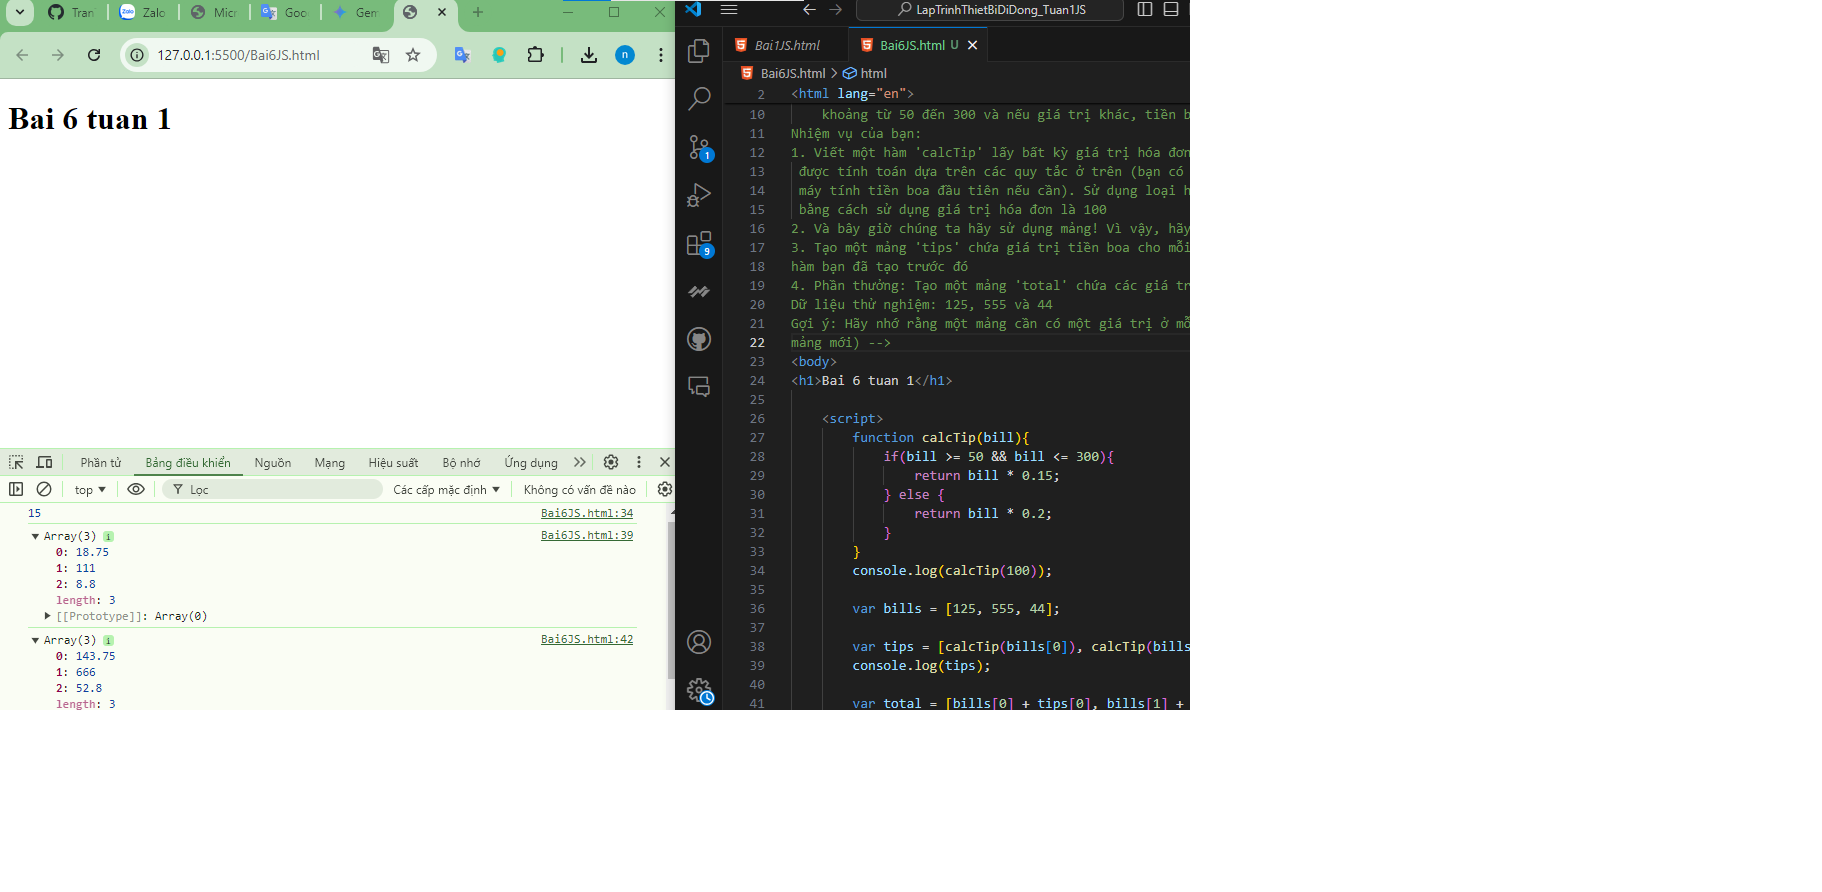 Tran
Zalo
Micr
Goo
Gem
127.0.0.1:5500/Bai6JS.html
n
Bai 6 tuan 1
Phần tử
Bảng điều khiển
Nguồn
Mạng
Hiệu suất
Bộ nhớ
Ứng dụng
top
Lọc
Các cấp mặc định
Không có vấn đề nào
15 Bai6JS.html:34
Array(3) i Bai6JS.html:39
0: 18.75
1: 111
2: 8.8
length: 3
[[Prototype]]: Array(0)
Array(3) i Bai6JS.html:42
0: 143.75
1: 666
2: 52.8
length: 3
LapTrinhThietBiDiDong_Tuan1JS
Bai1JS.html
Bai6JS.html U
Bai6JS.html > html
1
9
2 <html lang="en">
10 khoảng từ 50 đến 300 và nếu giá trị khác, tiền b
11 Nhiệm vụ của bạn:
12 1. Viết một hàm 'calcTip' lấy bất kỳ giá trị hóa đơn
13 được tính toán dựa trên các quy tắc ở trên (bạn có
14 máy tính tiền boa đầu tiên nếu cần). Sử dụng loại h
15 bằng cách sử dụng giá trị hóa đơn là 100
16 2. Và bây giờ chúng ta hãy sử dụng mảng! Vì vậy, hãy
17 3. Tạo một mảng 'tips' chứa giá trị tiền boa cho mỗi
18 hàm bạn đã tạo trước đó
19 4. Phần thưởng: Tạo một mảng 'total' chứa các giá tr
20 Dữ liệu thử nghiệm: 125, 555 và 44
21 Gợi ý: Hãy nhớ rằng một mảng cần có một giá trị ở mỗ
22 mảng mới) -->
23 <body>
24 <h1>Bai 6 tuan 1</h1>
25
26 <script>
27 function calcTip(bill){
28 if(bill >= 50 && bill <= 300){
29 return bill * 0.15;
30 } else {
31 return bill * 0.2;
32 }
33 }
34 console.log(calcTip(100));
35
36 var bills = [125, 555, 44];
37
38 var tips = [calcTip(bills[0]), calcTip(bills
39 console.log(tips);
40
41 var total = [bills[0] + tips[0], bills[1] +